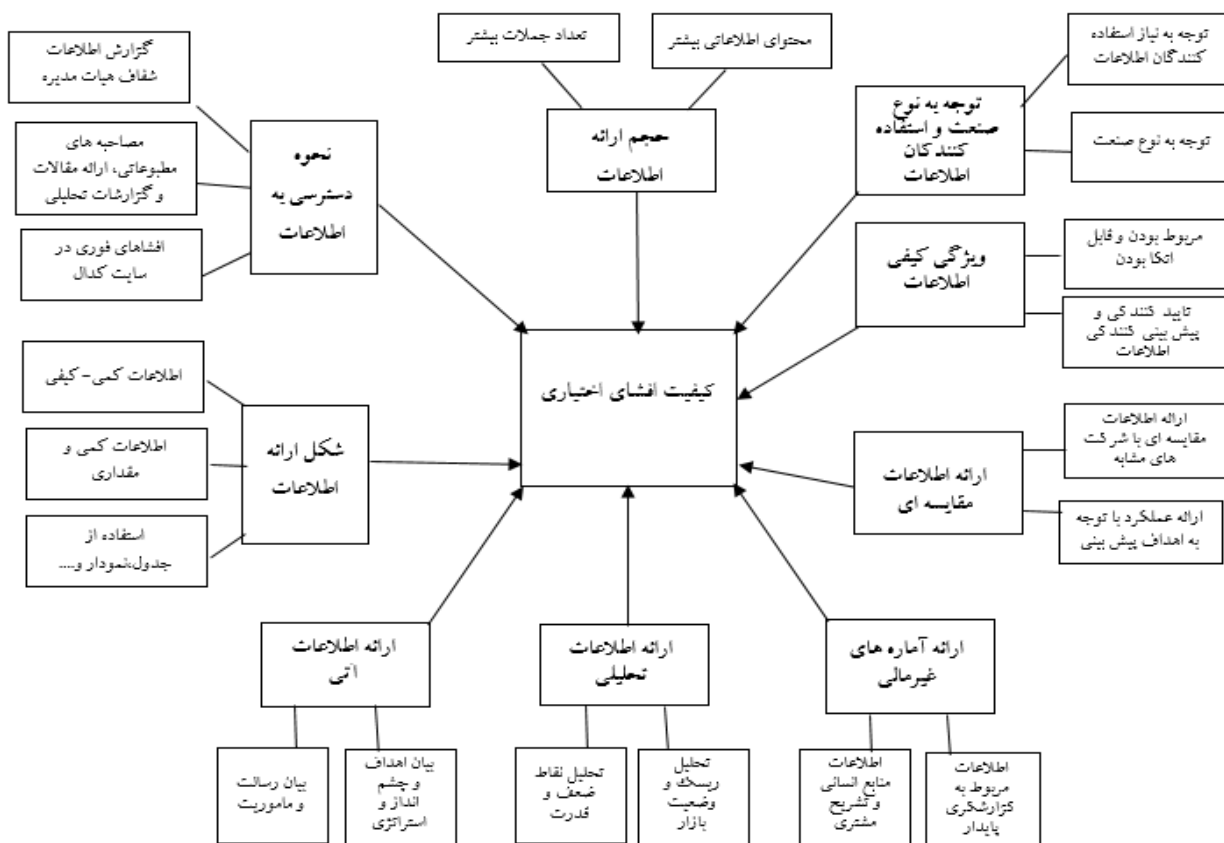 تعداد جملات بیشتر
محتوای اطلاعاتی بیشتر
توجه به نیاز استفاده
کنندگان اطلاعات
توجه به نوع صنعت
توجه به نوع
صنعت و استفاده
کنندگان
اطلاعات
حجم ارائه
اطلاعات
گزارش اطلاعات
شفاف هیات مدیره
مصاحبه های
مطبوعاتی، ارائه مقالات
و گزارشات تحلیلی
افشاهای فوری در
سایت کدال
نحوه
دسترسی به
اطلاعات
ویژگی کیفی
اطلاعات
مربوط بودن و قابل
اتکا بودن
تایید کنندگی و
پیش بینی کنندگی
اطلاعات
کیفیت افشای اختیاری
اطلاعات کمی- کیفی
اطلاعات کمی و
مقداری
استفاده از
جدول،نمودار و....
شکل ارائه
اطلاعات
ارائه اطلاعات
مقایسه ای
ارائه اطلاعات
مقایسه ای با شرکت
های مشابه
ارائه عملکرد با توجه
به اهداف پیش بینی
ارائه اطلاعات
آتی
ارائه اطلاعات
تحلیلی
ارائه آماره های
غیرمالی
بیان رسالت
و ماموریت
بیان اهداف
و چشم
انداز و
استراتژی
تحلیل نقاط
ضعف و
قدرت
تحلیل
ریسک و
وضعیت
بازار
اطلاعات
منابع انسانی
و تشریح
مشتری
اطلاعات
مربوط به
گزارشگری
پایدار